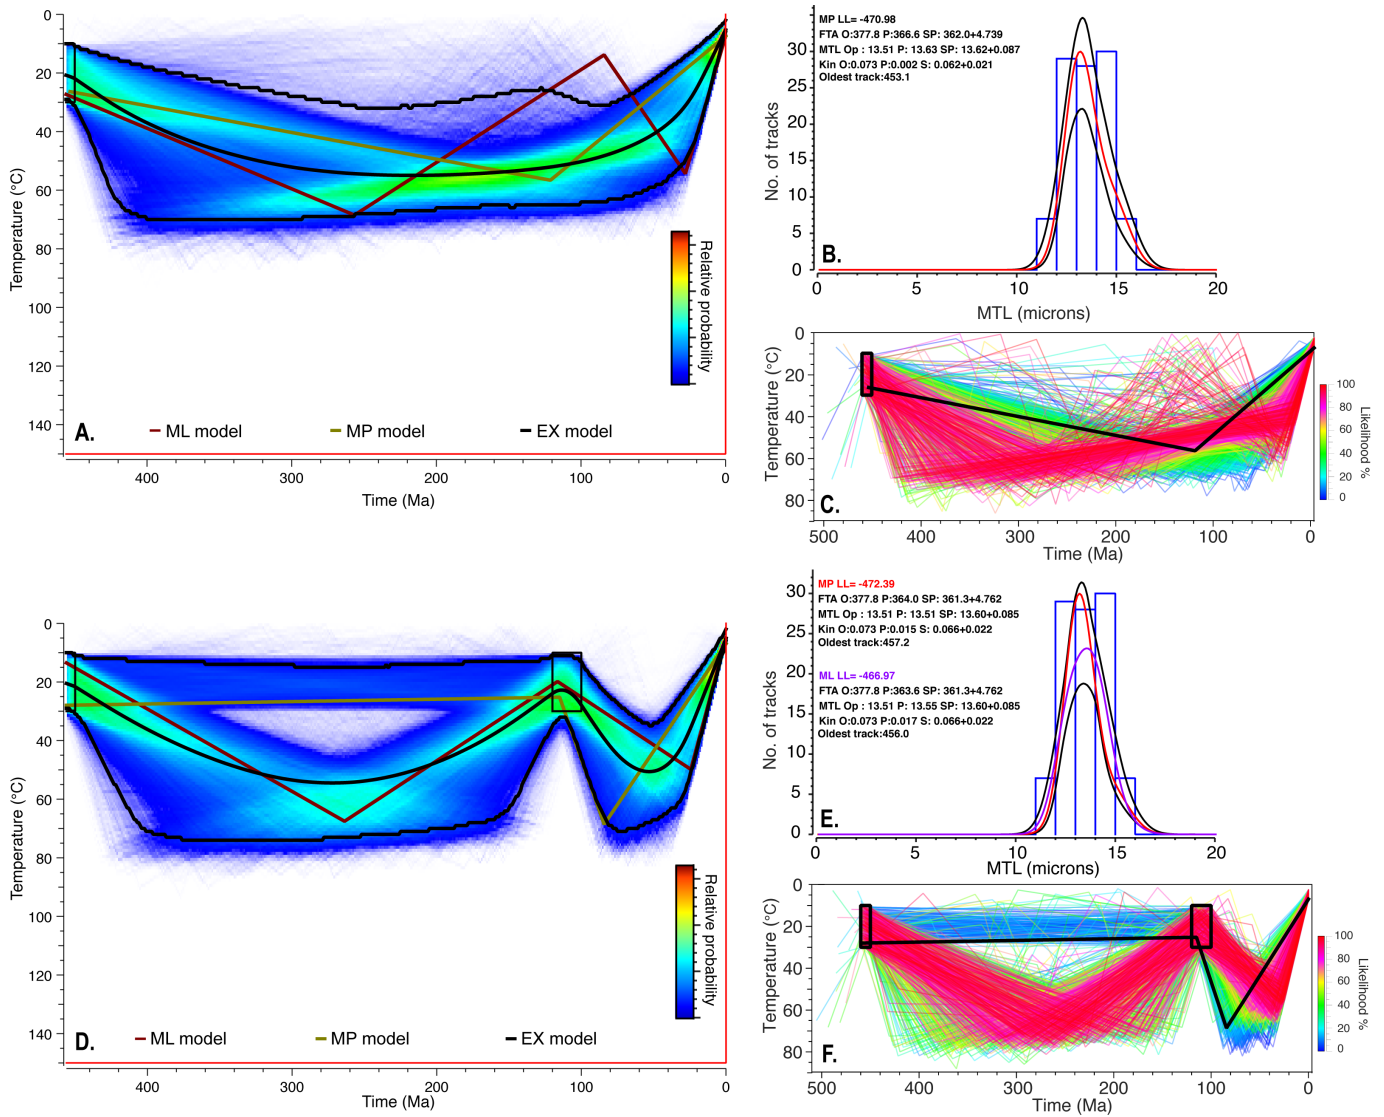 0
20
40
60
80
100
120
140
Temperature (°C)
Relative probability
A.
ML model
MP model
EX model
400
300
200
100
0
Time (Ma)
MP LL= -470.98
FTA O:377.8 P:366.6 SP: 362.0+4.739
MTL Op : 13.51 P: 13.63 SP: 13.62+0.087
Kin O:0.073 P:0.002 S: 0.062+0.021
Oldest track:453.1
30
25
20
15
10
5
0
No. of tracks
B.
0
5
10
15
20
MTL (microns)
0
20
40
60
80
Temperature (°C)
C.
500
400
300
200
100
0
Time (Ma)
100
80
60
40
20
0
Likelihood %
0
20
40
60
80
100
120
140
Temperature (°C)
Relative probability
D.
ML model
MP model
EX model
400
300
200
100
0
Time (Ma)
MP LL= -472.39
FTA O:377.8 P:364.0 SP: 361.3+4.762
MTL Op : 13.51 P: 13.51 SP: 13.60+0.085
Kin O:0.073 P:0.015 S: 0.066+0.022
Oldest track:457.2
ML LL= -466.97
FTA O:377.8 P:363.6 SP: 361.3+4.762
MTL Op : 13.51 P: 13.55 SP: 13.60+0.085
Kin O:0.073 P:0.017 S: 0.066+0.022
Oldest track:456.0
30
25
20
15
10
5
0
No. of tracks
E.
0
5
10
15
20
MTL (microns)
0
20
40
60
80
Temperature (°C)
F.
500
400
300
200
100
0
Time (Ma)
100
80
60
40
20
0
Likelihood %